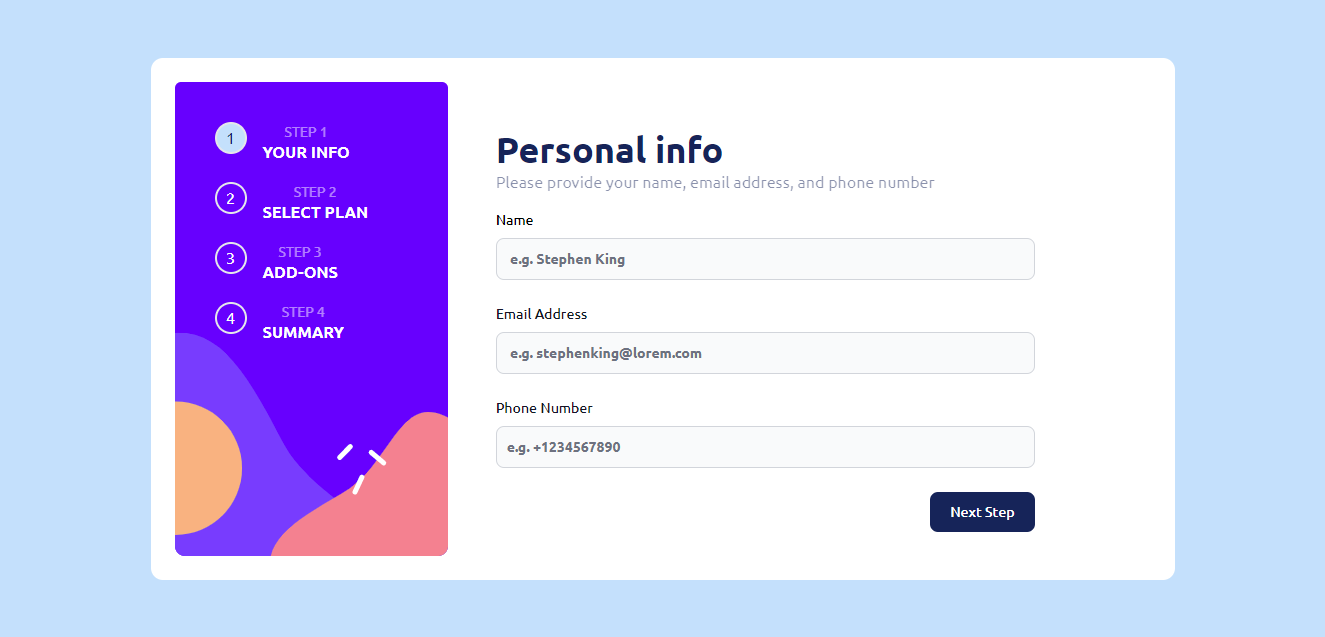 1
STEP 1
YOUR INFO
2
STEP 2
SELECT PLAN
3
STEP 3
ADD-ONS
4
STEP 4
SUMMARY
Personal info
Please provide your name, email address, and phone number
Name
e.g. Stephen King
Email Address
e.g. stephenking@lorem.com
Phone Number
e.g. +1234567890
Next Step